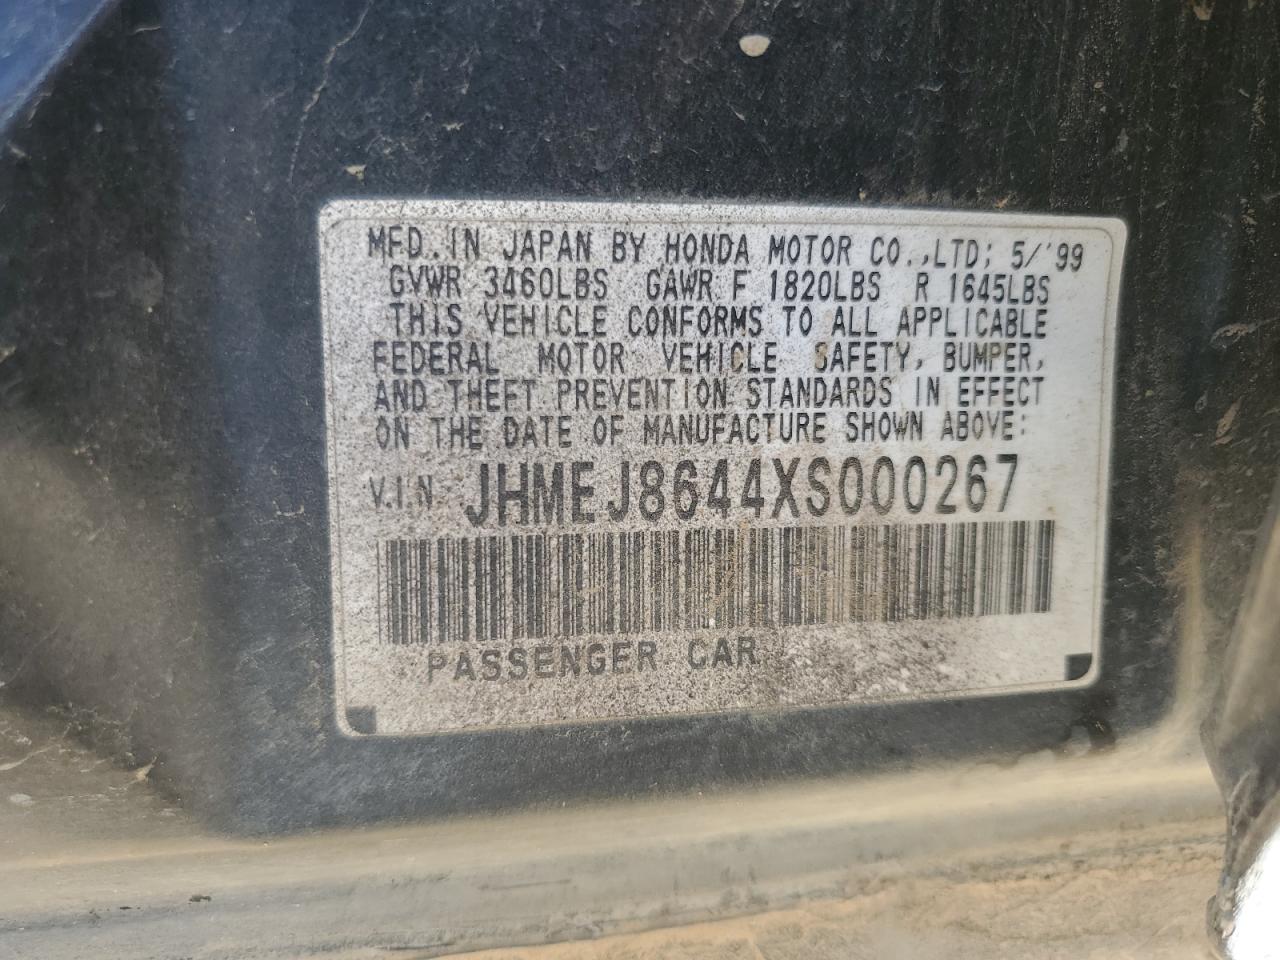 MFD. IN JAPAN BY HONDA MOTOR CO.,LTD; 5/'99
GVWR 3460LBS GAWR F 1820LBS R 1645LBS
THIS VEHICLE CONFORMS TO ALL APPLICABLE
FEDERAL MOTOR VEHICLE SAFETY, BUMPER,
AND THEFT PREVENTION STANDARDS IN EFFECT
ON THE DATE OF MANUFACTURE SHOWN ABOVE:
V.I.N. JHMEJ8644XS000267
PASSENGER CAR